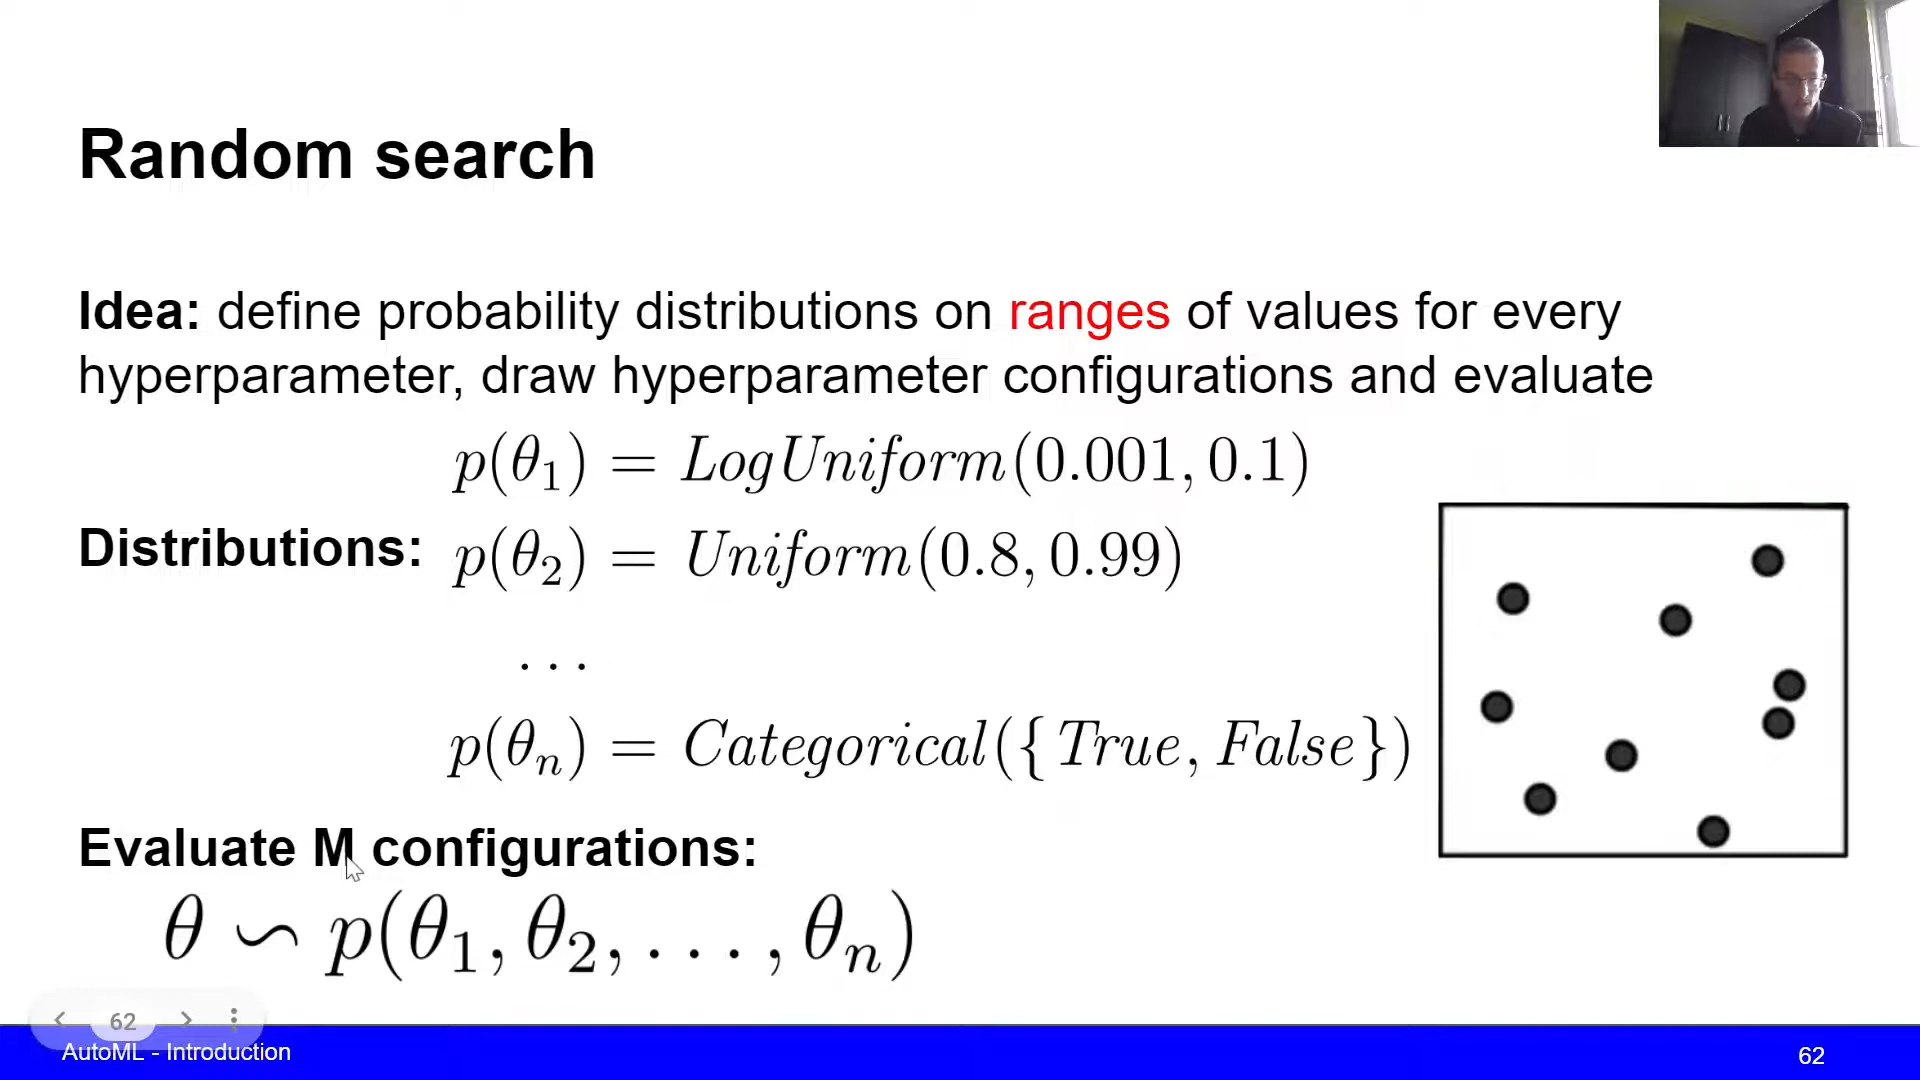 Random search
Idea: define probability distributions on ranges of values for every
hyperparameter, draw hyperparameter configurations and evaluate
p(θ₁) = LogUniform(0.001, 0.1)
Distributions: p(θ₂) = Uniform(0.8, 0.99)
...
p(θₙ) = Categorical({True, False})
Evaluate M configurations:
θ ∽ p(θ₁, θ₂, . . . , θₙ)
62
AutoML - Introduction
62